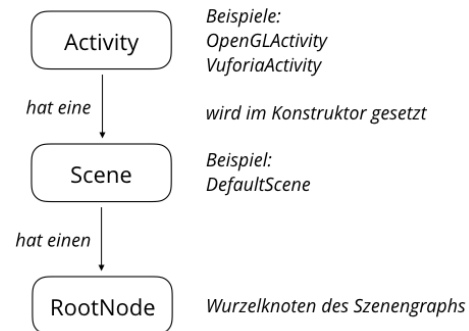 Activity
Beispiele:
OpenGLActivity
VuforiaActivity
hat eine
wird im Konstruktor gesetzt
Scene
Beispiel:
DefaultScene
hat einen
RootNode
Wurzelknoten des Szenengraphs